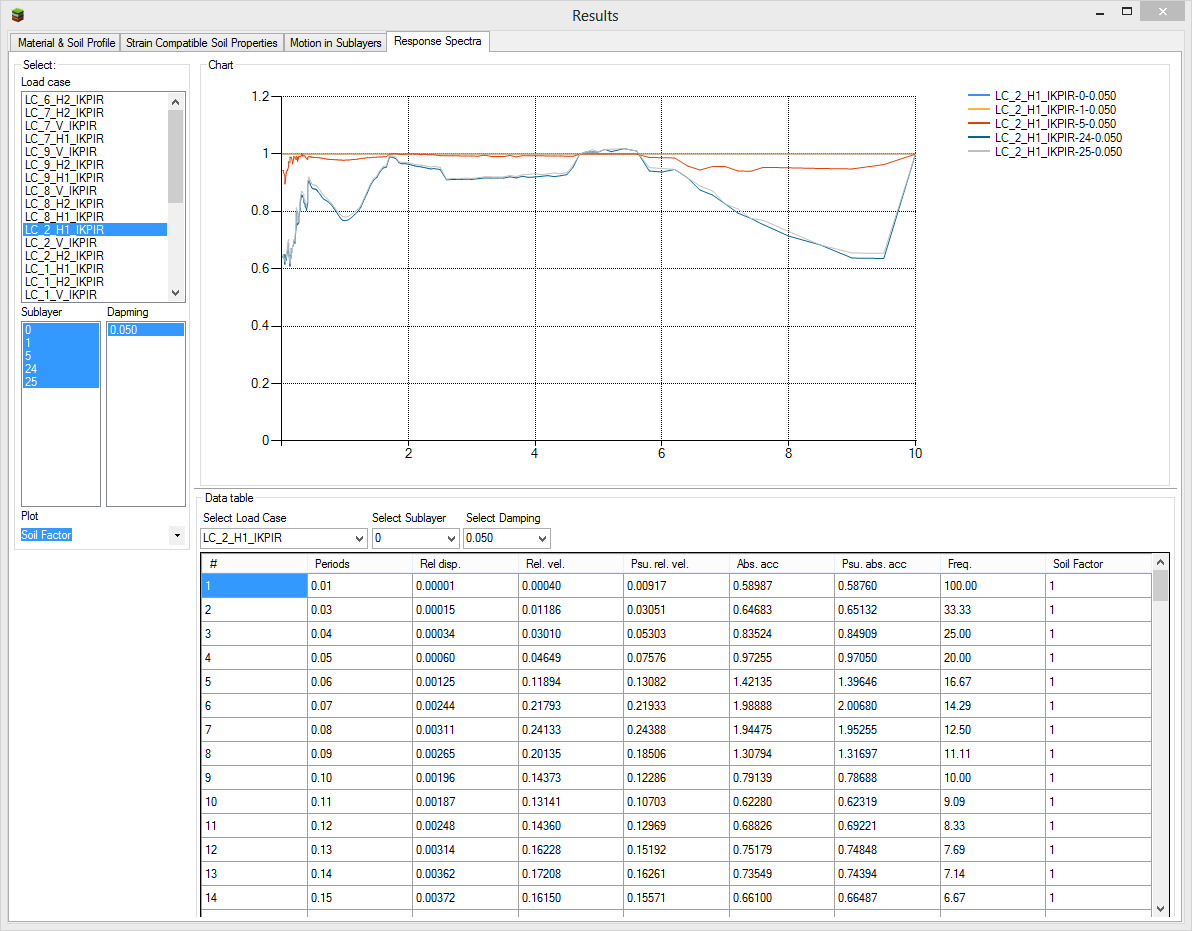 Results
Material & Soil Profile Strain Compatible Soil Properties Motion in Sublayers Response Spectra
Select:
Load case
LC_6_H2_IKPIR
LC_7_H2_IKPIR
LC_7_V_IKPIR
LC_7_H1_IKPIR
LC_9_V_IKPIR
LC_9_H2_IKPIR
LC_9_H1_IKPIR
LC_8_V_IKPIR
LC_8_H2_IKPIR
LC_8_H1_IKPIR
LC_2_H1_IKPIR
LC_2_V_IKPIR
LC_2_H2_IKPIR
LC_1_H1_IKPIR
LC_1_H2_IKPIR
LC_1_V_IKPIR
Sublayer Dapming
0 0.050
1
5
24
25
Plot
Soil Factor
Chart
1.2
1
0.8
0.6
0.4
0.2
0
2 4 6 8 10
LC_2_H1_IKPIR-0-0.050
LC_2_H1_IKPIR-1-0.050
LC_2_H1_IKPIR-5-0.050
LC_2_H1_IKPIR-24-0.050
LC_2_H1_IKPIR-25-0.050
Data table
Select Load Case Select Sublayer Select Damping
LC_2_H1_IKPIR 0 0.050
# Periods Rel disp. Rel. vel. Psu. rel. vel. Abs. acc Psu. abs. acc Freq. Soil Factor
1 0.01 0.00001 0.00040 0.00917 0.58987 0.58760 100.00 1
2 0.03 0.00015 0.01186 0.03051 0.64683 0.65132 33.33 1
3 0.04 0.00034 0.03010 0.05303 0.83524 0.84909 25.00 1
4 0.05 0.00060 0.04649 0.07576 0.97255 0.97050 20.00 1
5 0.06 0.00125 0.11894 0.13082 1.42135 1.39646 16.67 1
6 0.07 0.00244 0.21793 0.21933 1.98888 2.00680 14.29 1
7 0.08 0.00311 0.24133 0.24388 1.94475 1.95255 12.50 1
8 0.09 0.00265 0.20135 0.18506 1.30794 1.31697 11.11 1
9 0.10 0.00196 0.14373 0.12286 0.79139 0.78688 10.00 1
10 0.11 0.00187 0.13141 0.10703 0.62280 0.62319 9.09 1
11 0.12 0.00248 0.14360 0.12969 0.68826 0.69221 8.33 1
12 0.13 0.00314 0.16228 0.15192 0.75179 0.74848 7.69 1
13 0.14 0.00362 0.17208 0.16261 0.73549 0.74394 7.14 1
14 0.15 0.00372 0.16150 0.15571 0.66100 0.66487 6.67 1